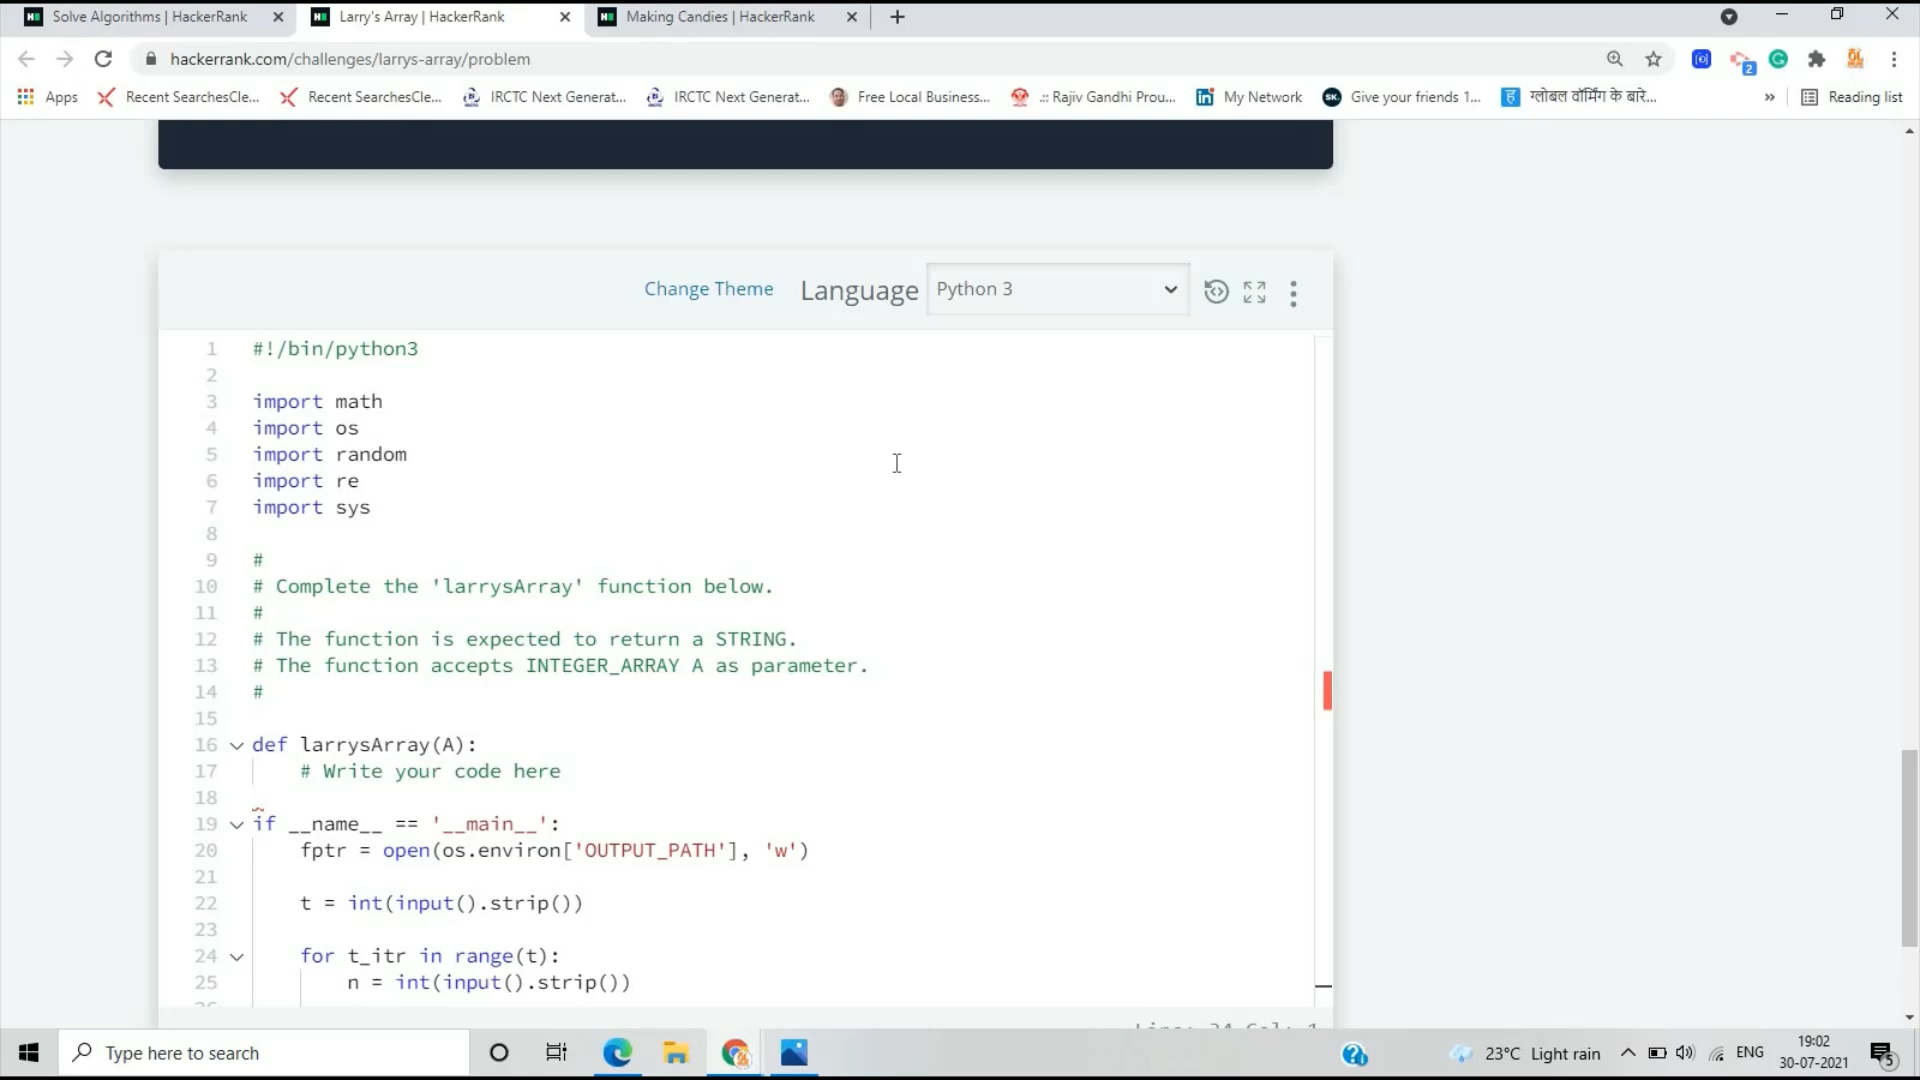 Solve Algorithms | HackerRank
Larry's Array | HackerRank
Making Candies | HackerRank
hackerrank.com/challenges/larrys-array/problem
2
Apps
Recent SearchesCle...
Recent SearchesCle...
IRCTC Next Generat...
IRCTC Next Generat...
Free Local Business...
.:: Rajiv Gandhi Prou...
My Network
Give your friends 1...
ग्लोबल वॉर्मिंग के बारे...
»
Reading list
Change Theme
Language
Python 3
1 #!/bin/python3
2
3 import math
4 import os
5 import random
6 import re
7 import sys
8
9 #
10 # Complete the 'larrysArray' function below.
11 #
12 # The function is expected to return a STRING.
13 # The function accepts INTEGER_ARRAY A as parameter.
14 #
15
16 def larrysArray(A):
17 # Write your code here
18
19 if __name__ == '__main__':
20 fptr = open(os.environ['OUTPUT_PATH'], 'w')
21
22 t = int(input().strip())
23
24 for t_itr in range(t):
25 n = int(input().strip())
Type here to search
23°C Light rain
ENG
19:02
30-07-2021
5